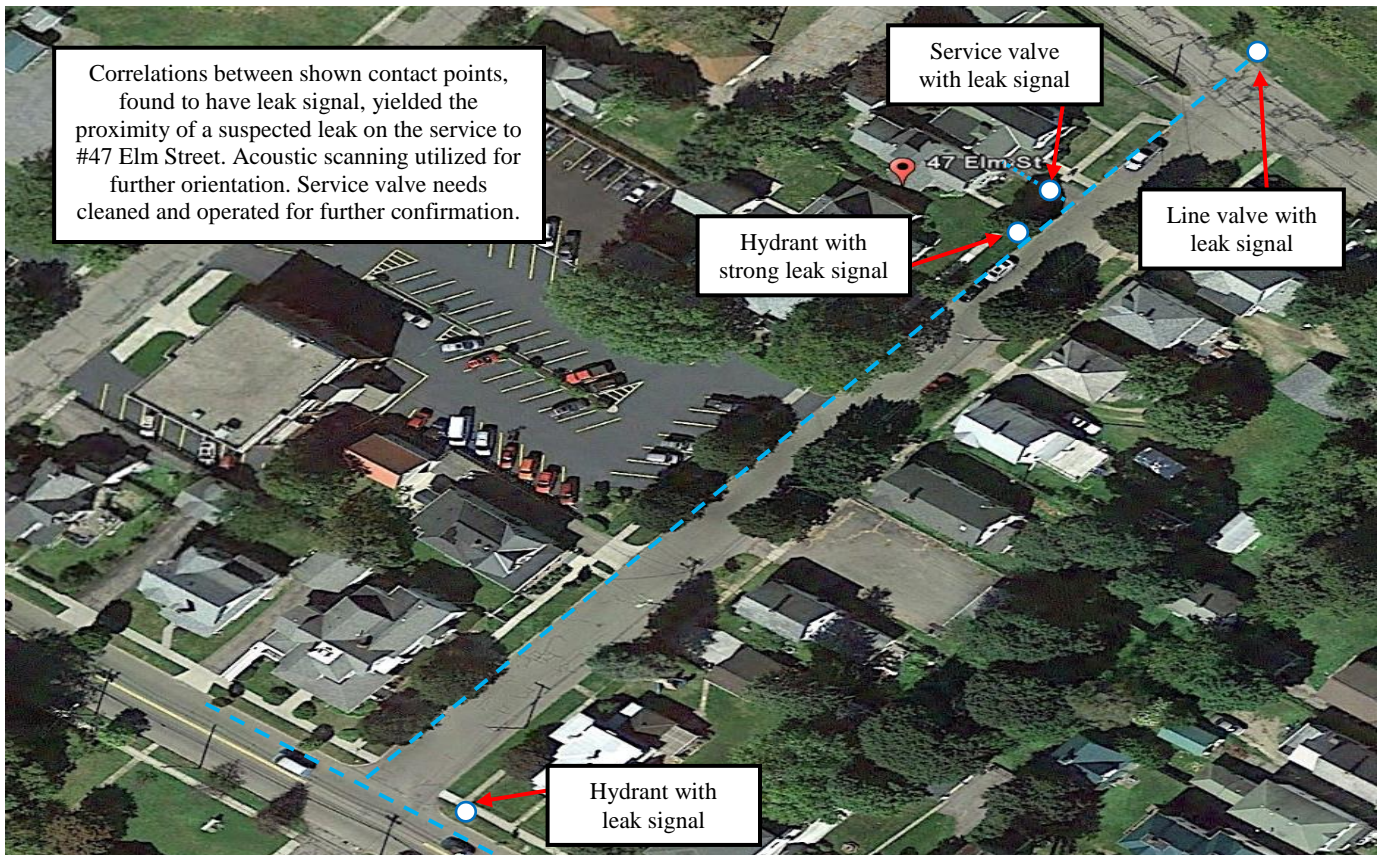 Correlations between shown contact points,
found to have leak signal, yielded the
proximity of a suspected leak on the service to
#47 Elm Street. Acoustic scanning utilized for
further orientation. Service valve needs
cleaned and operated for further confirmation.
Service valve
with leak signal
47 Elm St
Line valve with
leak signal
Hydrant with
strong leak signal
Hydrant with
leak signal